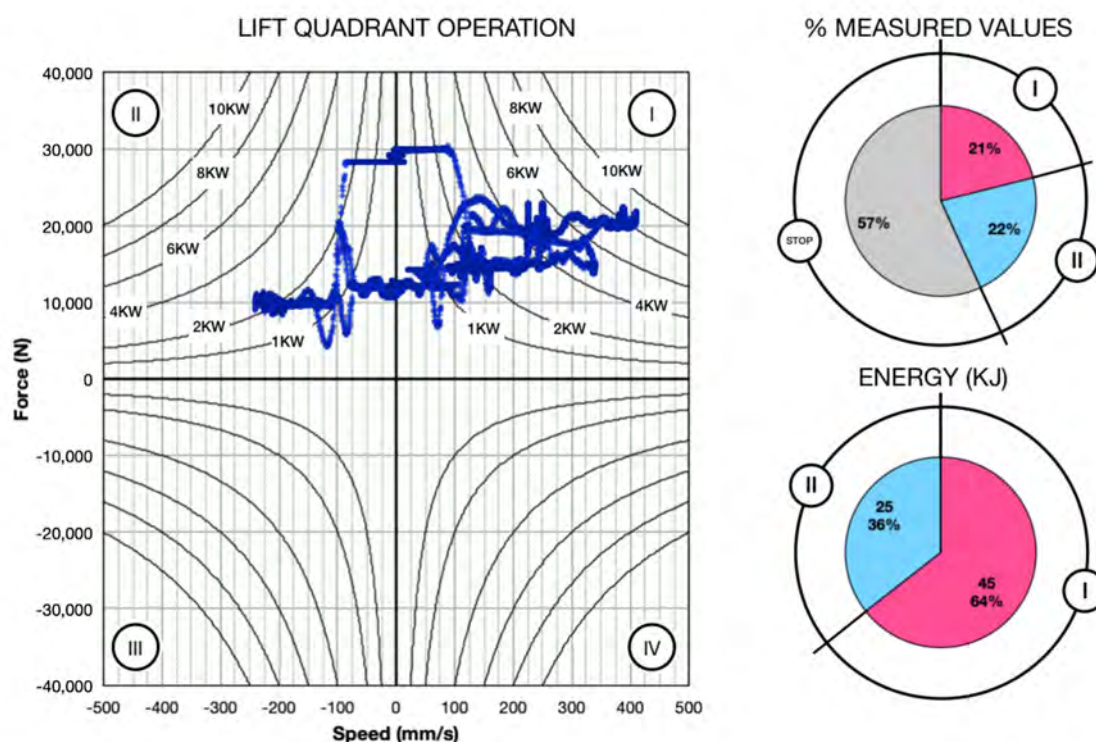 LIFT QUADRANT OPERATION
40,000
30,000
20,000
10,000
0
-10,000
-20,000
-30,000
-40,000
Force (N)
-500 -400 -300 -200 -100 0 100 200 300 400 500
Speed (mm/s)
II
I
III
IV
10KW
8KW
6KW
4KW
2KW
1KW
8KW
6KW
10KW
4KW
2KW
1KW
% MEASURED VALUES
I
21%
57%
22%
STOP
II
ENERGY (KJ)
II
25
36%
45
64%
I